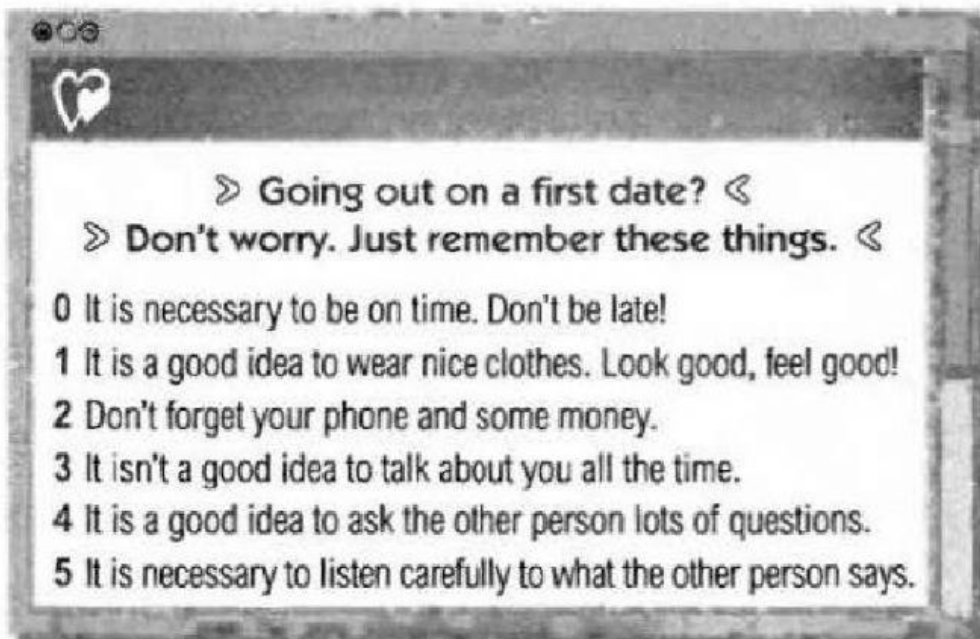 Going out on a first date?
Don't worry. Just remember these things.
0 It is necessary to be on time. Don't be late!
1 It is a good idea to wear nice clothes. Look good, feel good!
2 Don't forget your phone and some money.
3 It isn't a good idea to talk about you all the time.
4 It is a good idea to ask the other person lots of questions.
5 It is necessary to listen carefully to what the other person says.